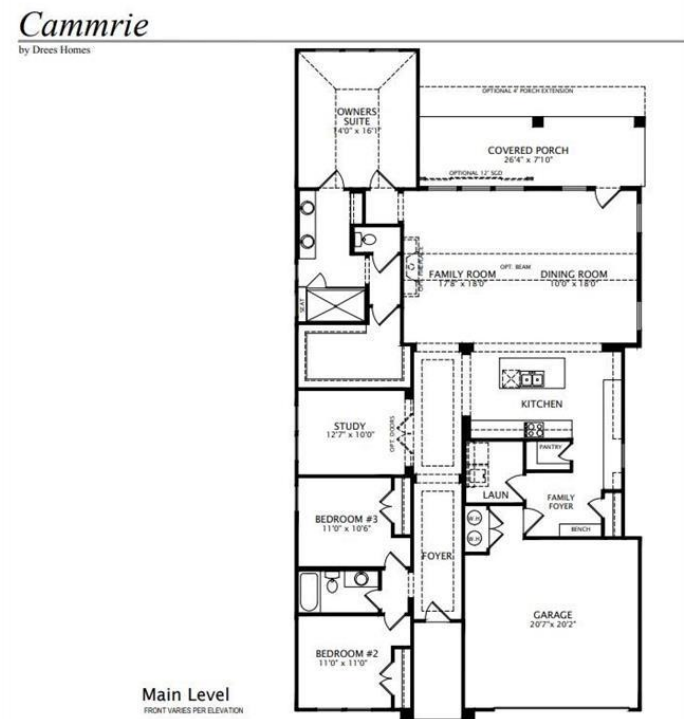 Cammrie
by Drees Homes
OPTIONAL 4' PORCH EXTENSION
OWNERS
SUITE
14'0" x 16'1"
COVERED PORCH
26'4" x 7'10"
OPTIONAL 12' SGD
OPT. FIREPLACE
OPT. BEAM
FAMILY ROOM
17'8" x 18'0"
DINING ROOM
10'0" x 18'0"
SEAT
KITCHEN
STUDY
12'7" x 10'0"
OPT. DOORS
PANTRY
LAUN
FAMILY
FOYER
BENCH
BEDROOM #3
11'0" x 10'6"
W.H.
W.H.
FOYER
GARAGE
20'7" x 20'2"
BEDROOM #2
11'0" x 11'0"
Main Level
FRONT VARIES PER ELEVATION